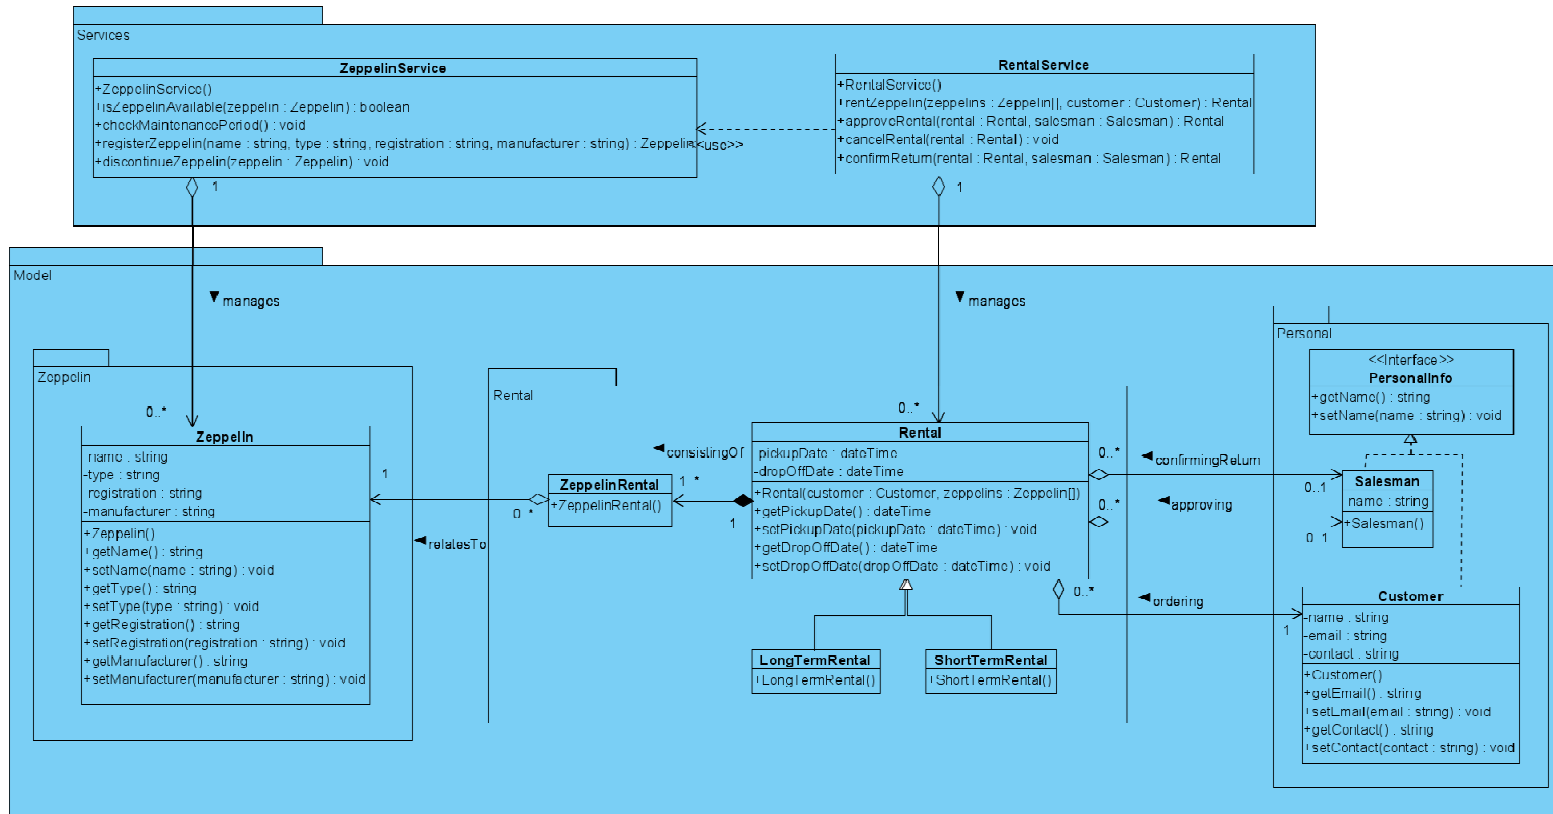 Services
ZeppelinService
+ZeppelinService()
+isZeppelinAvailable(zeppelin : Zeppelin) : boolean
+checkMaintenancePeriod() : void
+registerZeppelin(name : string, type : string, registration : string, manufacturer : string) : Zeppelin
+discontinueZeppelin(zeppelin : Zeppelin) : void
<<use>>
RentalService
+RentalService()
+rentZeppelin(zeppelins : Zeppelin[], customer : Customer) : Rental
+approveRental(rental : Rental, salesman : Salesman) : Rental
+cancelRental(rental : Rental) : void
+confirmReturn(rental : Rental, salesman : Salesman) : Rental
1
1
Model
manages
manages
Zeppelin
0..*
Zeppelin
name : string
-type : string
registration : string
-manufacturer : string
+Zeppelin()
+getName() : string
+setName(name : string) : void
+getType() : string
+setType(type : string) : void
+getRegistration() : string
+setRegistration(registration : string) : void
+getManufacturer() : string
+setManufacturer(manufacturer : string) : void
1
0..*
relatesTo
Rental
ZeppelinRental
+ZeppelinRental()
consistingOf
1..*
1
0..*
Rental
pickupDate : dateTime
-dropOffDate : dateTime
+Rental(customer : Customer, zeppelins : Zeppelin[])
+getPickupDate() : dateTime
+setPickupDate(pickupDate : dateTime) : void
+getDropOffDate() : dateTime
+setDropOffDate(dropOffDate : dateTime) : void
LongTermRental
+LongTermRental()
ShortTermRental
+ShortTermRental()
0..*
confirmingReturn
0..1
0..*
approving
0..1
0..*
ordering
1
Personal
<<Interface>>
PersonalInfo
+getName() : string
+setName(name : string) : void
Salesman
name : string
+Salesman()
Customer
-name : string
-email : string
-contact : string
+Customer()
+getEmail() : string
+setEmail(email : string) : void
+getContact() : string
+setContact(contact : string) : void